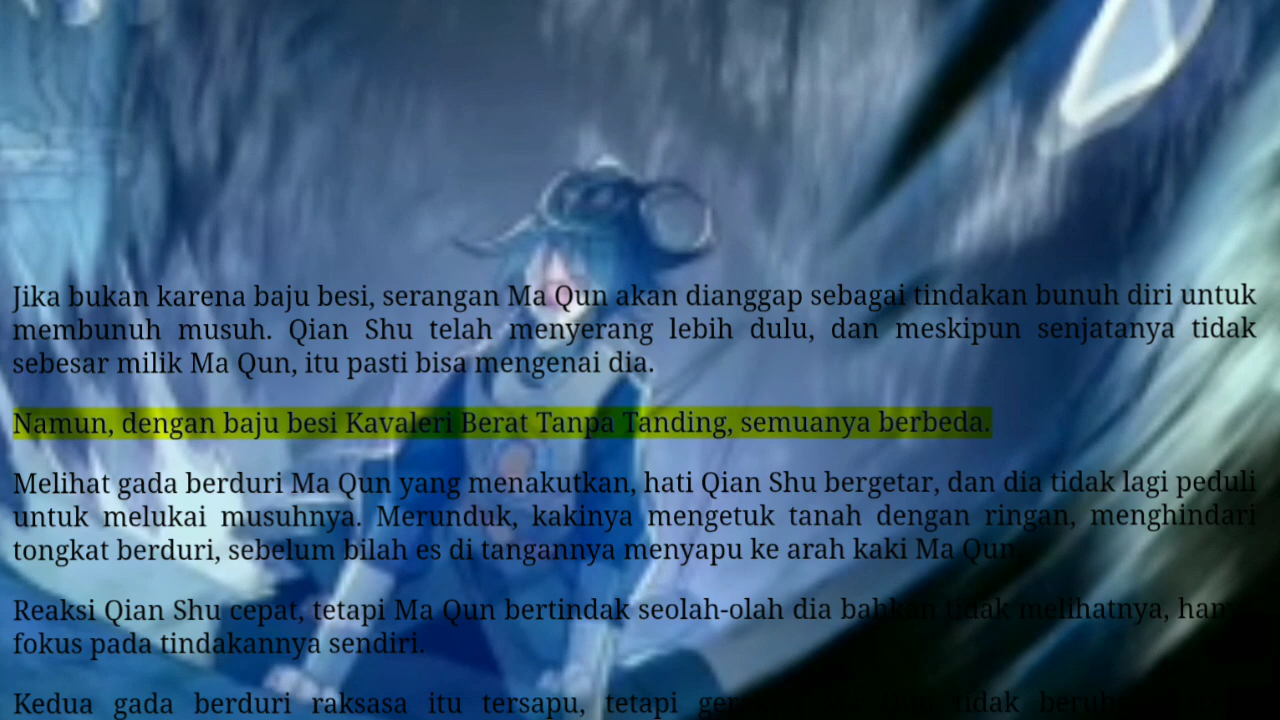 Jika bukan karena baju besi, serangan Ma Qun akan dianggap sebagai tindakan bunuh diri untuk
membunuh musuh. Qian Shu telah menyerang lebih dulu, dan meskipun senjatanya tidak
sebesar milik Ma Qun, itu pasti bisa mengenai dia.
Namun, dengan baju besi Kavaleri Berat Tanpa Tanding, semuanya berbeda.
Melihat gada berduri Ma Qun yang menakutkan, hati Qian Shu bergetar, dan dia tidak lagi peduli
untuk melukai musuhnya. Merunduk, kakinya mengetuk tanah dengan ringan, menghindari
tongkat berduri, sebelum bilah es di tangannya menyapu ke arah kaki Ma Qun.
Reaksi Qian Shu cepat, tetapi Ma Qun bertindak seolah-olah dia bahkan tidak melihatnya,
fokus pada tindakannya sendiri.
Kedua gada berduri raksasa itu tersapu, tetapi tidak